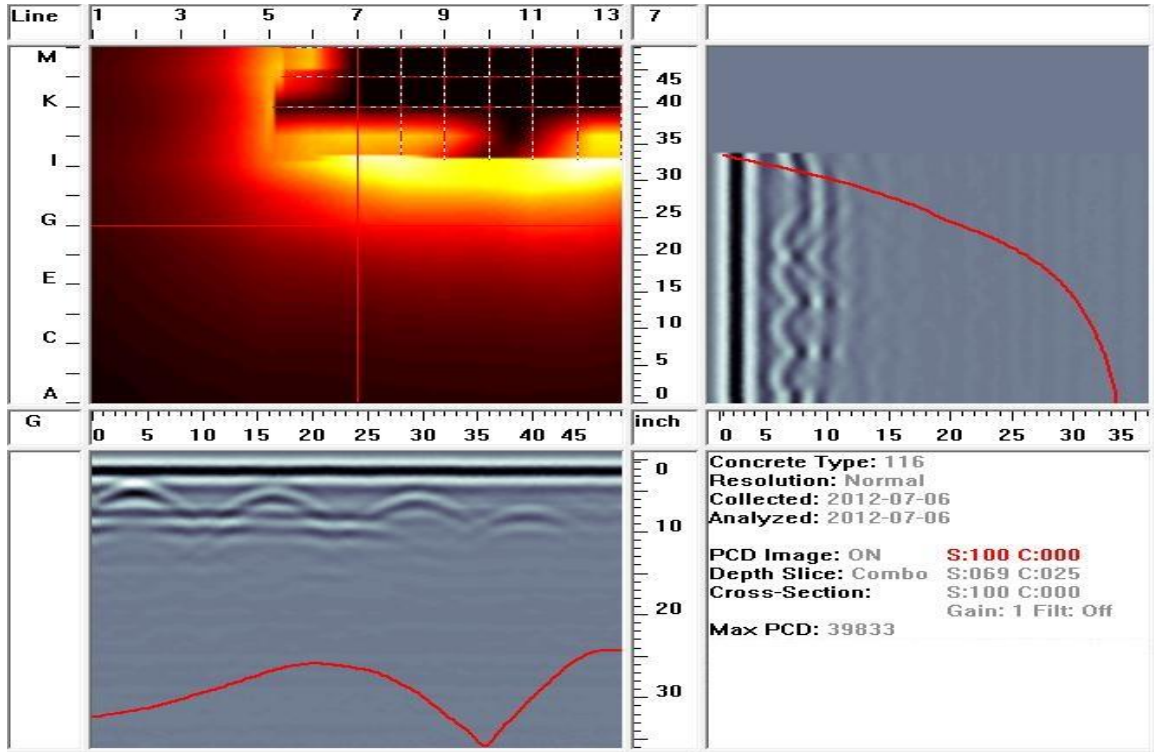 Line 1 3 5 7 9 11 13 7
M
K
I
G
E
C
A
45
40
35
30
25
20
15
10
5
0
G 0 5 10 15 20 25 30 35 40 45 inch 0 5 10 15 20 25 30 35
0
10
20
30
Concrete Type: 116
Resolution: Normal
Collected: 2012-07-06
Analyzed: 2012-07-06
PCD Image: ON S:100 C:000
Depth Slice: Combo S:069 C:025
Cross-Section: S:100 C:000
Gain: 1 Filt: Off
Max PCD: 39833